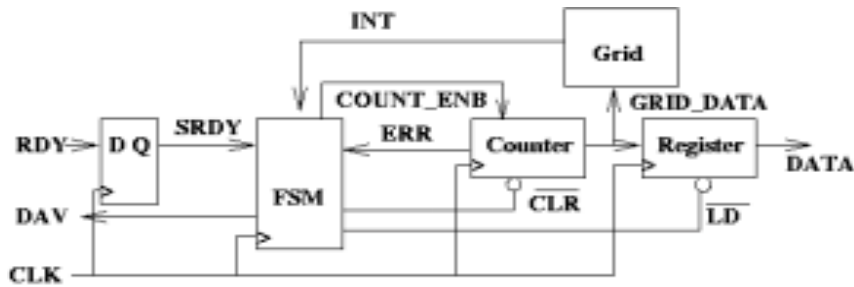 INT
Grid
COUNT_ENB
GRID_DATA
SRDY
ERR
RDY
D Q
Counter
Register
DATA
FSM
DAV
CLR
LD
CLK